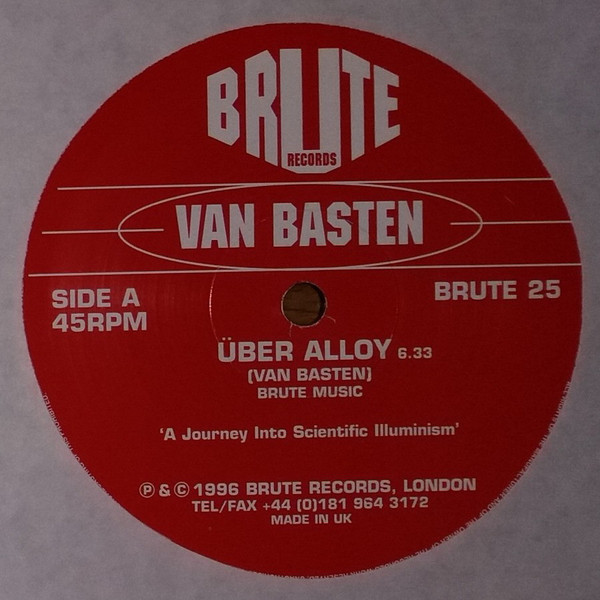 BRUTE
RECORDS
VAN BASTEN
SIDE A
45RPM
BRUTE 25
ÜBER ALLOY 6.33
(VAN BASTEN)
BRUTE MUSIC
‘A Journey Into Scientific Illuminism’
℗ & © 1996 BRUTE RECORDS, LONDON
TEL/FAX +44 (0)181 964 3172
MADE IN UK